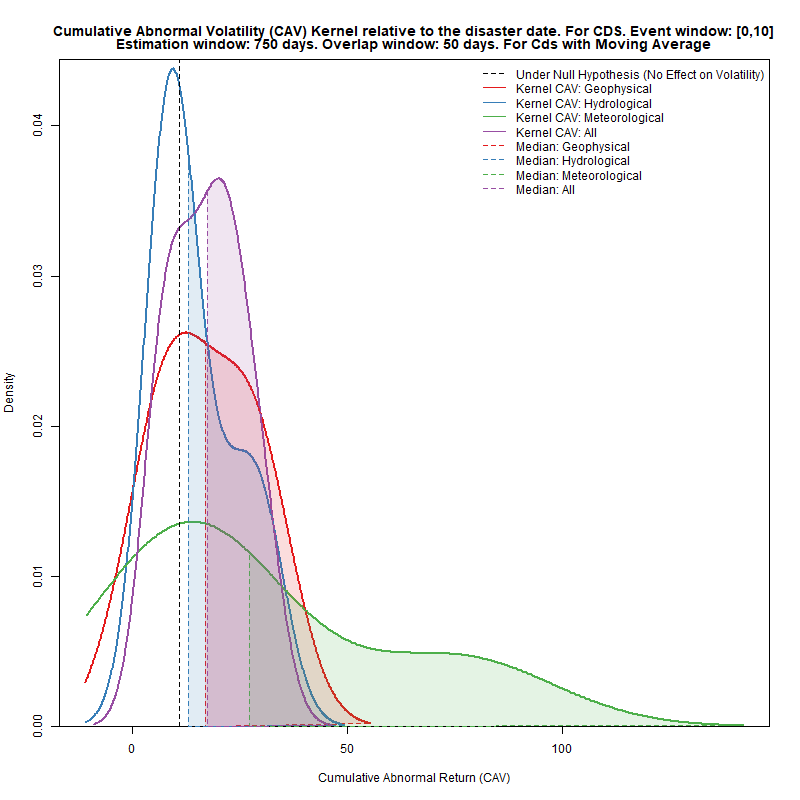 Cumulative Abnormal Volatility (CAV) Kernel relative to the disaster date. For CDS. Event window: [0,10]
Estimation window: 750 days. Overlap window: 50 days. For Cds with Moving Average
Under Null Hypothesis (No Effect on Volatility)
Kernel CAV: Geophysical
Kernel CAV: Hydrological
Kernel CAV: Meteorological
Kernel CAV: All
Median: Geophysical
Median: Hydrological
Median: Meteorological
Median: All
Density
0.04
0.03
0.02
0.01
0.00
0 50 100
Cumulative Abnormal Return (CAV)